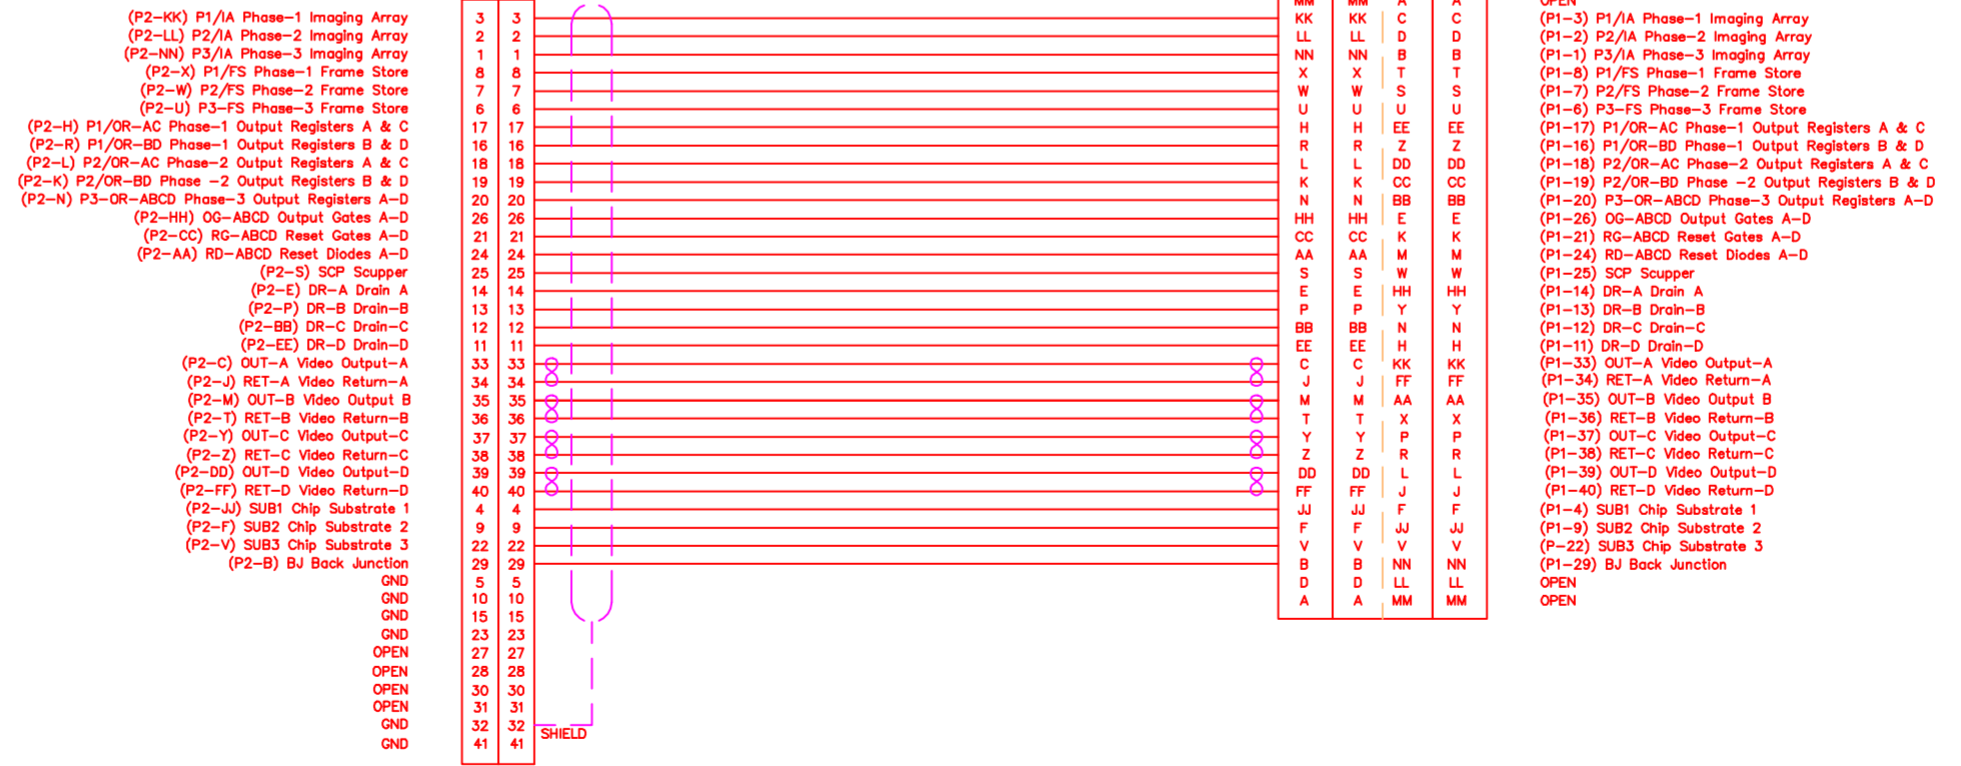 MM MM A A OPEN
(P2-KK) P1/IA Phase-1 Imaging Array 3 3 KK KK C C (P1-3) P1/IA Phase-1 Imaging Array
(P2-LL) P2/IA Phase-2 Imaging Array 2 2 LL LL D D (P1-2) P2/IA Phase-2 Imaging Array
(P2-NN) P3/IA Phase-3 Imaging Array 1 1 NN NN B B (P1-1) P3/IA Phase-3 Imaging Array
(P2-X) P1/FS Phase-1 Frame Store 8 8 X X T T (P1-8) P1/FS Phase-1 Frame Store
(P2-W) P2/FS Phase-2 Frame Store 7 7 W W S S (P1-7) P2/FS Phase-2 Frame Store
(P2-U) P3-FS Phase-3 Frame Store 6 6 U U U U (P1-6) P3-FS Phase-3 Frame Store
(P2-H) P1/OR-AC Phase-1 Output Registers A & C 17 17 H H EE EE (P1-17) P1/OR-AC Phase-1 Output Registers A & C
(P2-R) P1/OR-BD Phase-1 Output Registers B & D 16 16 R R Z Z (P1-16) P1/OR-BD Phase-1 Output Registers B & D
(P2-L) P2/OR-AC Phase-2 Output Registers A & C 18 18 L L DD DD (P1-18) P2/OR-AC Phase-2 Output Registers A & C
(P2-K) P2/OR-BD Phase -2 Output Registers B & D 19 19 K K CC CC (P1-19) P2/OR-BD Phase -2 Output Registers B & D
(P2-N) P3-OR-ABCD Phase-3 Output Registers A-D 20 20 N N BB BB (P1-20) P3-OR-ABCD Phase-3 Output Registers A-D
(P2-HH) OG-ABCD Output Gates A-D 26 26 HH HH E E (P1-26) OG-ABCD Output Gates A-D
(P2-CC) RG-ABCD Reset Gates A-D 21 21 CC CC K K (P1-21) RG-ABCD Reset Gates A-D
(P2-AA) RD-ABCD Reset Diodes A-D 24 24 AA AA M M (P1-24) RD-ABCD Reset Diodes A-D
(P2-S) SCP Scupper 25 25 S S W W (P1-25) SCP Scupper
(P2-E) DR-A Drain A 14 14 E E HH HH (P1-14) DR-A Drain A
(P2-P) DR-B Drain-B 13 13 P P Y Y (P1-13) DR-B Drain-B
(P2-BB) DR-C Drain-C 12 12 BB BB N N (P1-12) DR-C Drain-C
(P2-EE) DR-D Drain-D 11 11 EE EE H H (P1-11) DR-D Drain-D
(P2-C) OUT-A Video Output-A 33 33 C C KK KK (P1-33) OUT-A Video Output-A
(P2-J) RET-A Video Return-A 34 34 J J FF FF (P1-34) RET-A Video Return-A
(P2-M) OUT-B Video Output B 35 35 M M AA AA (P1-35) OUT-B Video Output B
(P2-T) RET-B Video Return-B 36 36 T T X X (P1-36) RET-B Video Return-B
(P2-Y) OUT-C Video Output-C 37 37 Y Y P P (P1-37) OUT-C Video Output-C
(P2-Z) RET-C Video Return-C 38 38 Z Z R R (P1-38) RET-C Video Return-C
(P2-DD) OUT-D Video Output-D 39 39 DD DD L L (P1-39) OUT-D Video Output-D
(P2-FF) RET-D Video Return-D 40 40 FF FF J J (P1-40) RET-D Video Return-D
(P2-JJ) SUB1 Chip Substrate 1 4 4 JJ JJ F F (P1-4) SUB1 Chip Substrate 1
(P2-F) SUB2 Chip Substrate 2 9 9 F F JJ JJ (P1-9) SUB2 Chip Substrate 2
(P2-V) SUB3 Chip Substrate 3 22 22 V V V V (P-22) SUB3 Chip Substrate 3
(P2-B) BJ Back Junction 29 29 B B NN NN (P1-29) BJ Back Junction
GND 5 5 D D LL LL OPEN
GND 10 10 A A MM MM OPEN
GND 15 15
GND 23 23
OPEN 27 27
OPEN 28 28
OPEN 30 30
OPEN 31 31
GND 32 32 SHIELD
GND 41 41